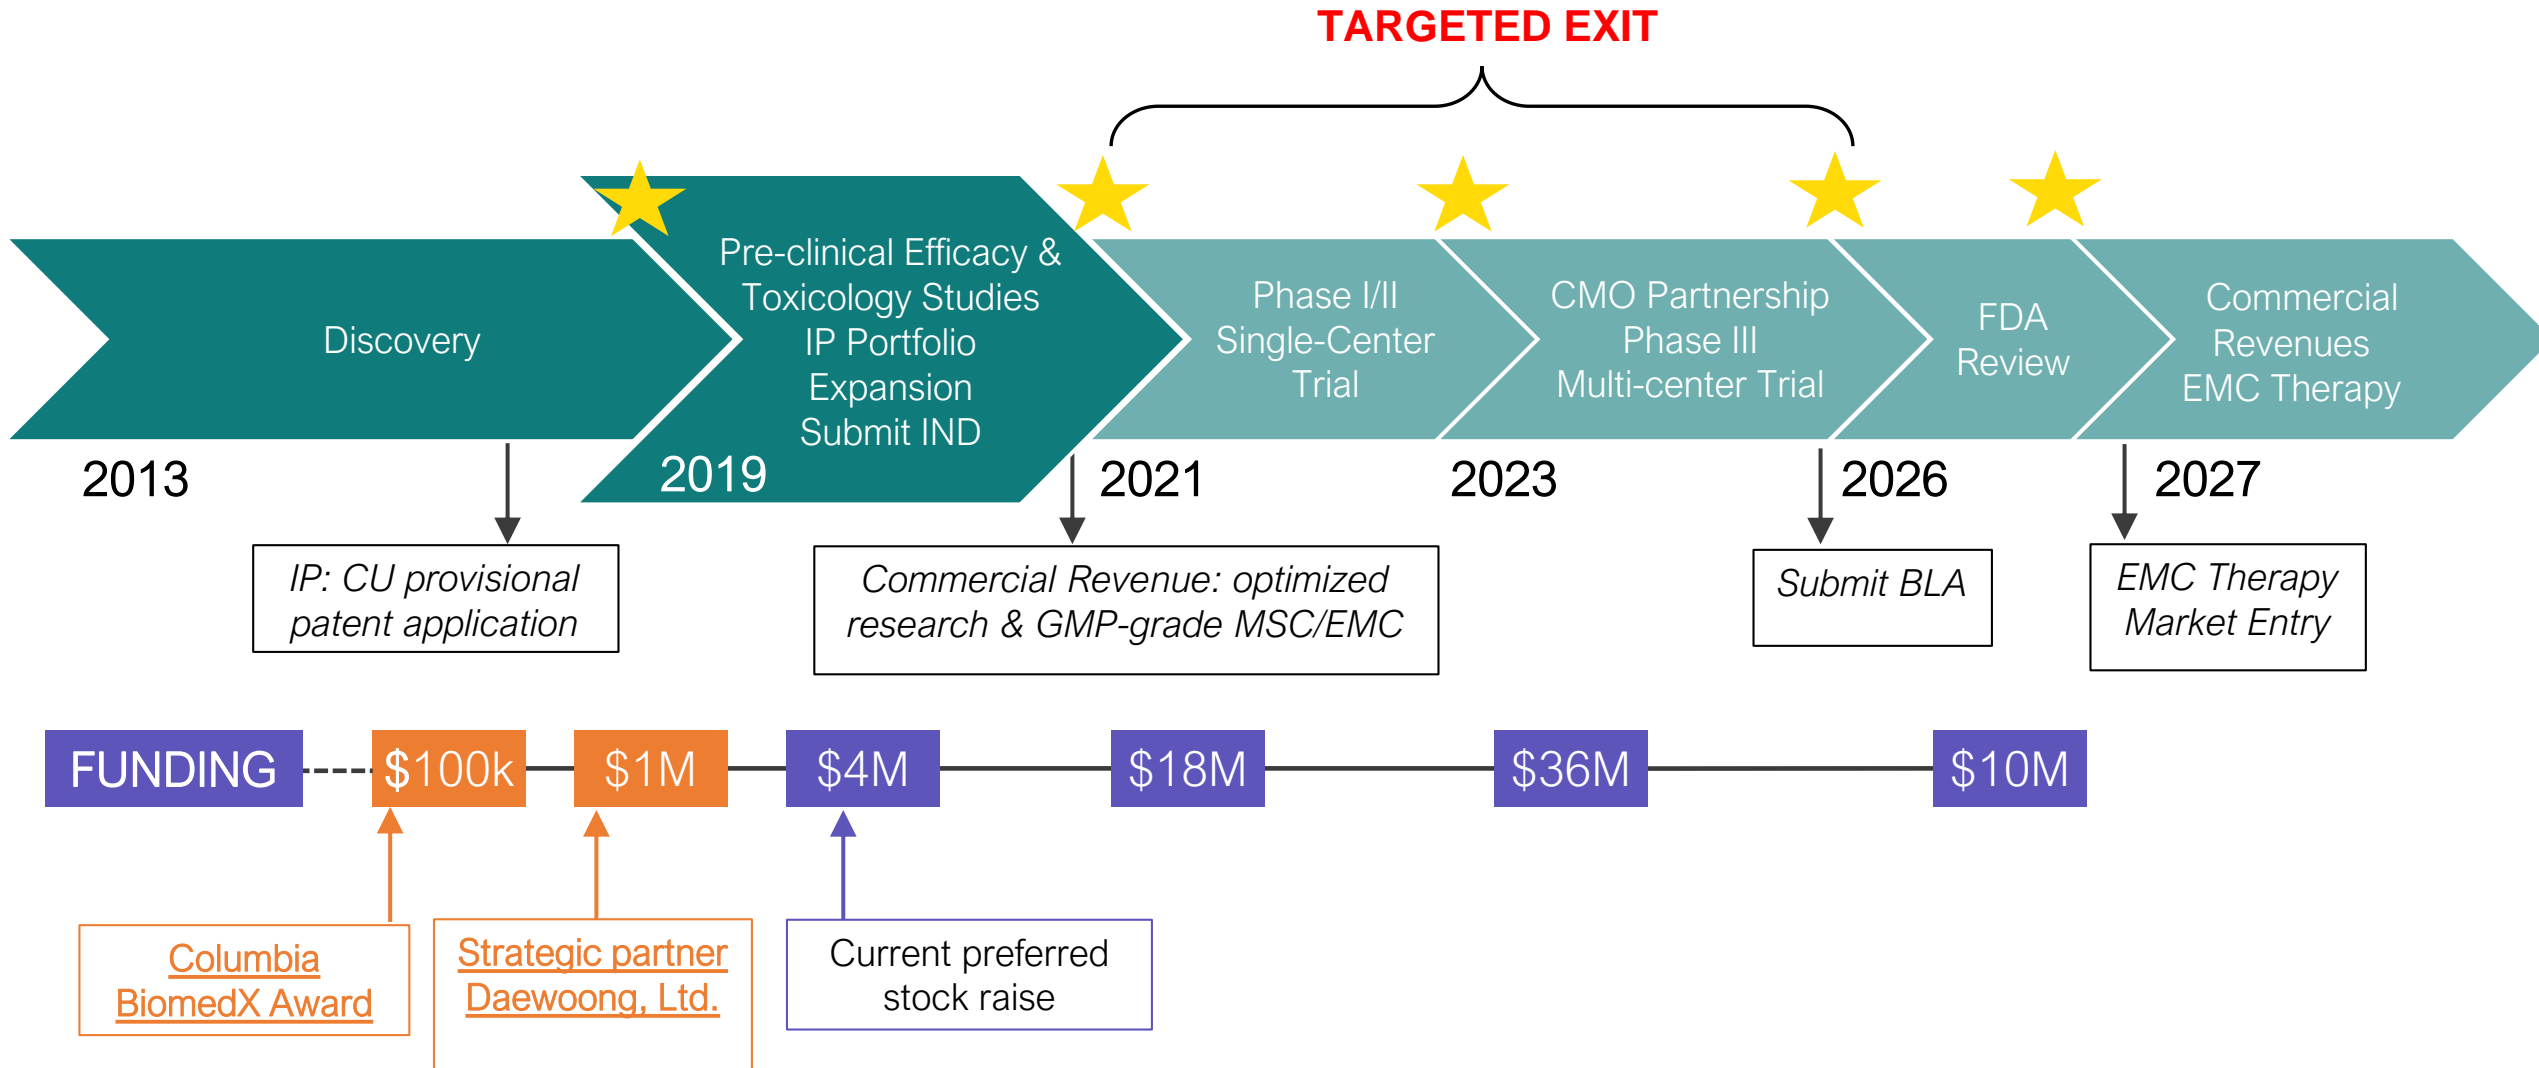 TARGETED EXIT
Discovery
Pre-clinical Efficacy &
Toxicology Studies
IP Portfolio
Expansion
Submit IND
Phase I/II
Single-Center
Trial
CMO Partnership
Phase III
Multi-center Trial
FDA
Review
Commercial
Revenues
EMC Therapy
2013
2019
2021
2023
2026
2027
IP: CU provisional
patent application
Commercial Revenue: optimized
research & GMP-grade MSC/EMC
Submit BLA
EMC Therapy
Market Entry
FUNDING
$100k
$1M
$4M
$18M
$36M
$10M
Columbia
BiomedX Award
Strategic partner
Daewoong, Ltd.
Current preferred
stock raise